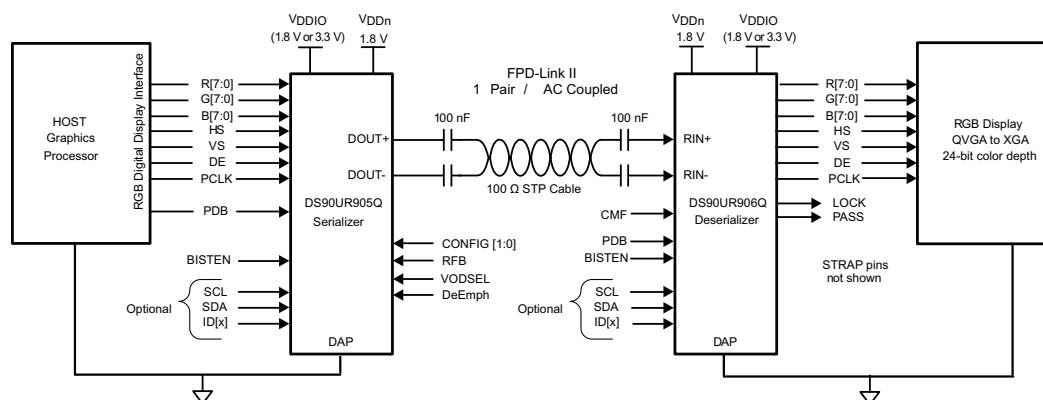 VDDIO
(1.8 V or 3.3 V)
VDDn
1.8 V
VDDn
1.8 V
VDDIO
(1.8 V or 3.3 V)
HOST
Graphics
Processor
RGB Digital Display Interface
R[7:0]
G[7:0]
B[7:0]
HS
VS
DE
PCLK
PDB
BISTEN
Optional
SCL
SDA
ID[x]
DOUT+
DOUT-
DS90UR905Q
Serializer
DAP
CONFIG [1:0]
RFB
VODSEL
DeEmph
FPD-Link II
1 Pair / AC Coupled
100 nF
100 nF
100 Ω STP Cable
CMF
PDB
BISTEN
Optional
SCL
SDA
ID[x]
RIN+
RIN-
DS90UR906Q
Deserializer
DAP
R[7:0]
G[7:0]
B[7:0]
HS
VS
DE
PCLK
LOCK
PASS
STRAP pins
not shown
RGB Display
QVGA to XGA
24-bit color depth